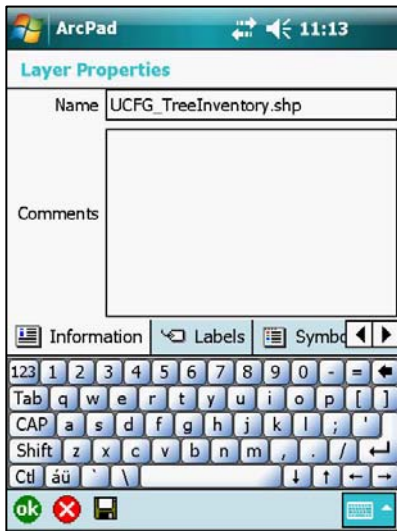 ArcPad 11:13
Layer Properties
Name UCFG_TreeInventory.shp
Comments
Information Labels Symbo
123 1 2 3 4 5 6 7 8 9 0 - =
Tab q w e r t y u i o p [ ]
CAP a s d f g h j k l ; '
Shift z x c v b n m , . /
Ctl áü ` \
ok